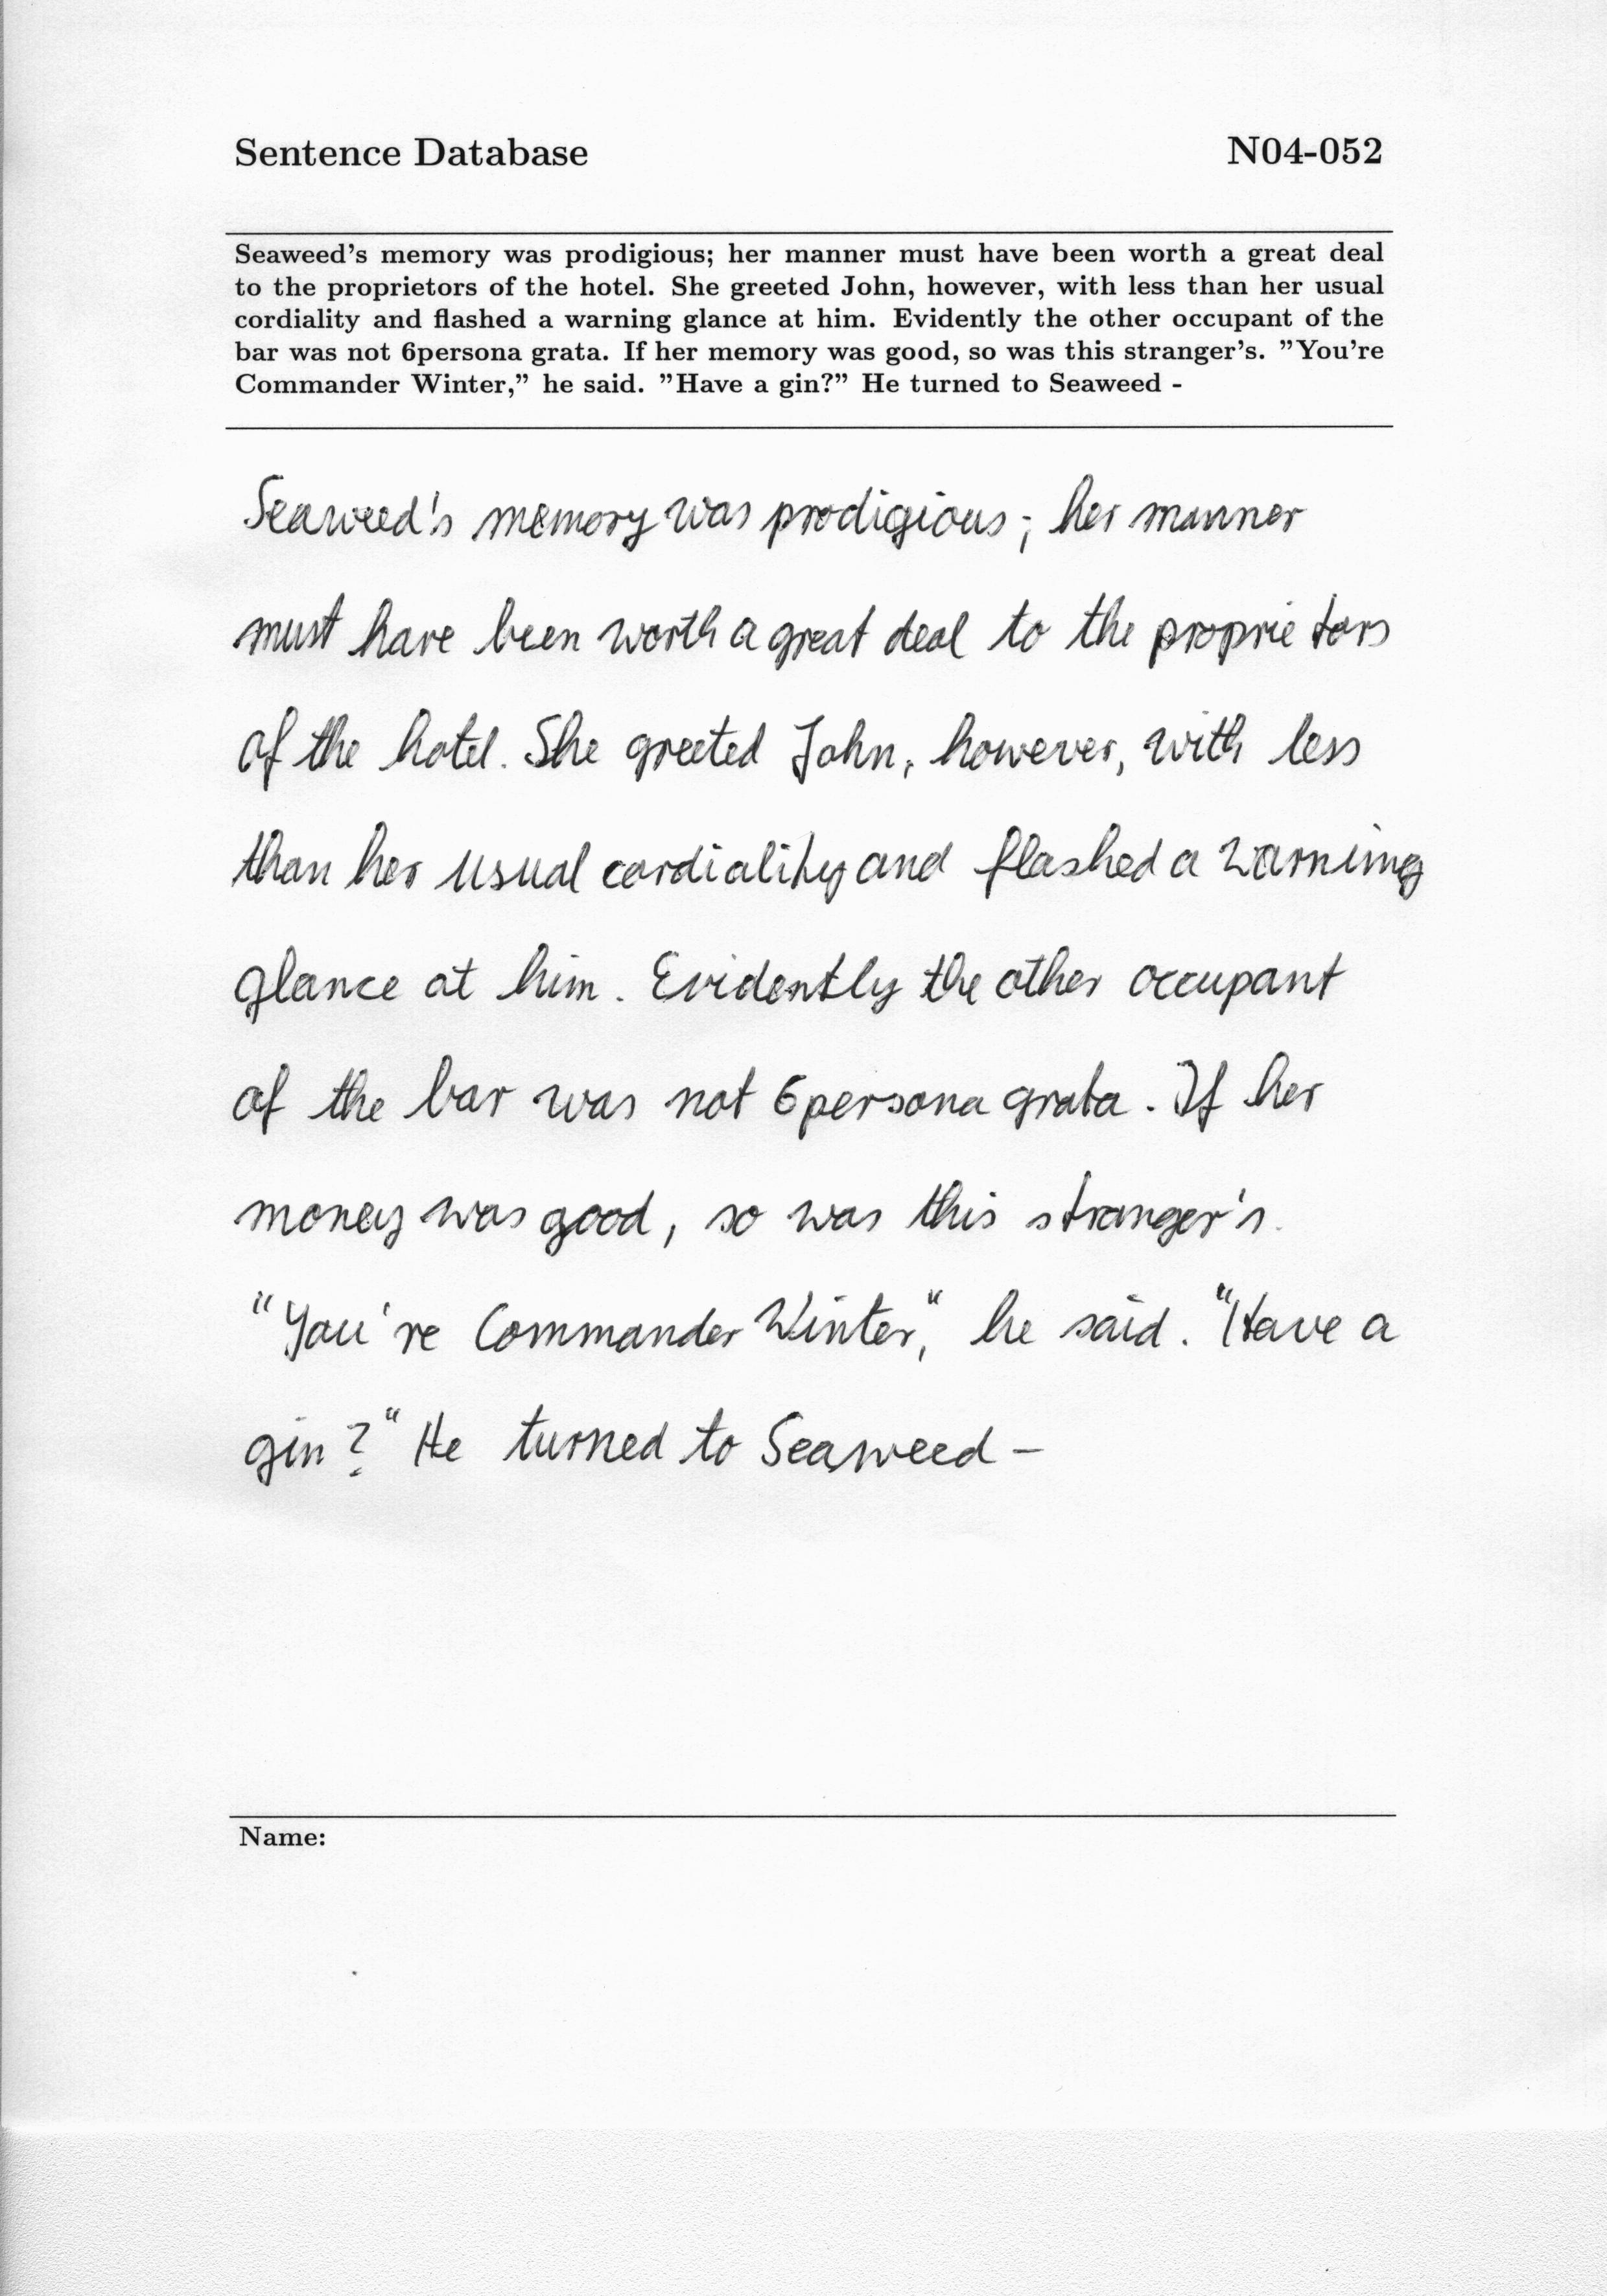 Sentence Database N04-052
Seaweed's memory was prodigious; her manner must have been worth a great deal
to the proprietors of the hotel. She greeted John, however, with less than her usual
cordiality and flashed a warning glance at him. Evidently the other occupant of the
bar was not 6persona grata. If her memory was good, so was this stranger's. ”You're
Commander Winter,” he said. ”Have a gin?” He turned to Seaweed -
Seaweed's memory was prodigious; her manner
must have been worth a great deal to the proprietors
of the hotel. She greeted John, however, with less
than her usual cordiality and flashed a warning
glance at him. Evidently the other occupant
of the bar was not 6persona grata. If her
money was good, so was this stranger's.
"You're Commander Winter," he said. "Have a
gin?" He turned to Seaweed -
Name: